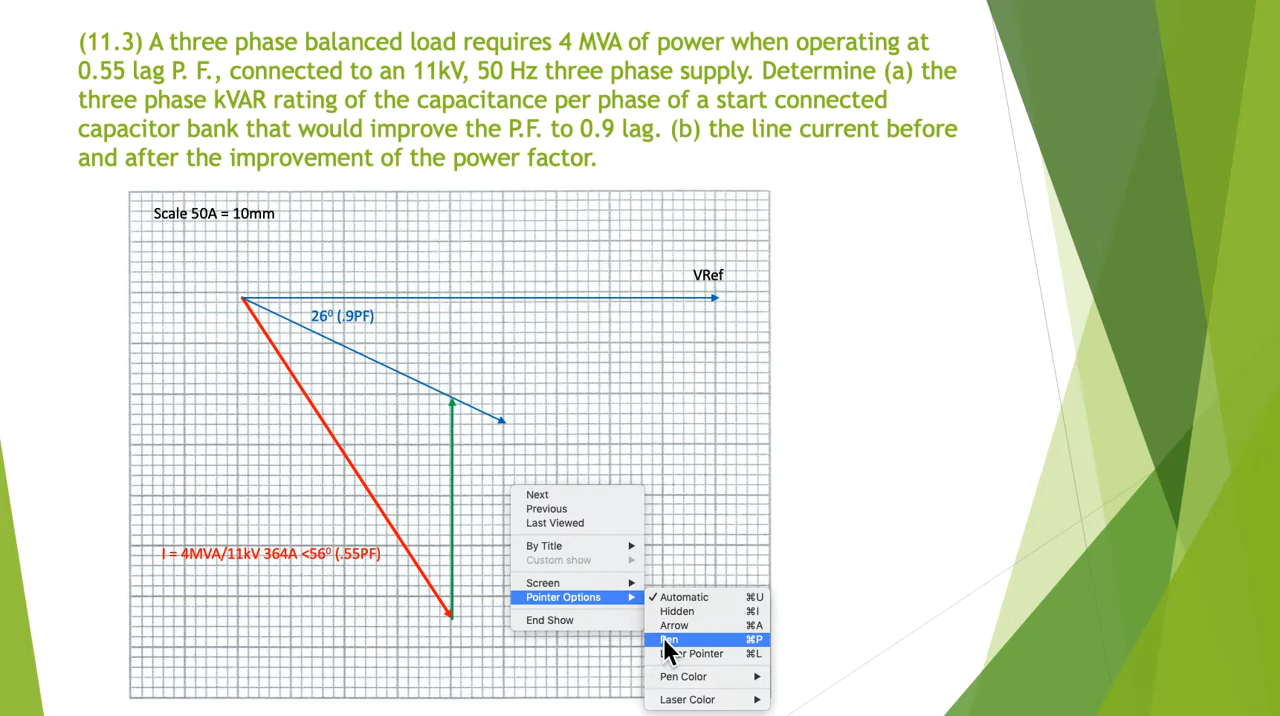 (11.3) A three phase balanced load requires 4 MVA of power when operating at
0.55 lag P. F., connected to an 11kV, 50 Hz three phase supply. Determine (a) the
three phase kVAR rating of the capacitance per phase of a start connected
capacitor bank that would improve the P.F. to 0.9 lag. (b) the line current before
and after the improvement of the power factor.
Scale 50A = 10mm
VRef
26⁰ (.9PF)
I = 4MVA/11kV 364A <56⁰ (.55PF)
Next
Previous
Last Viewed
By Title
Custom show
Screen
Pointer Options
End Show
✓ Automatic ⌘U
Hidden ⌘I
Arrow ⌘A
Pen ⌘P
Pointer ⌘L
Pen Color
Laser Color